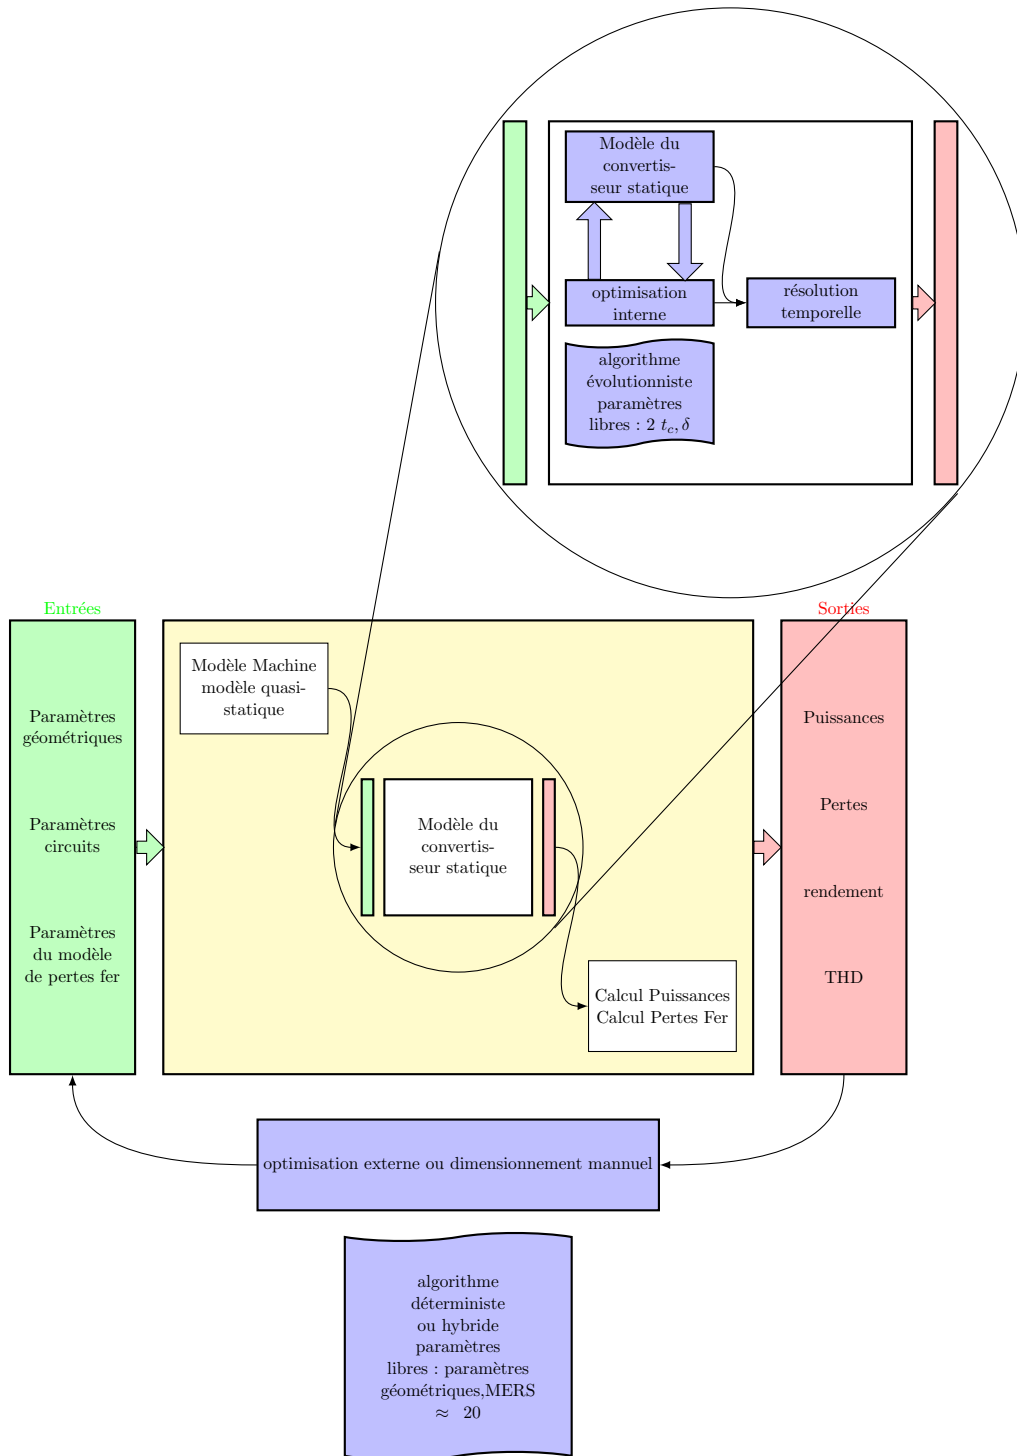 Modèle du
convertis-
seur statique
optimisation
interne
résolution
temporelle
algorithme
évolutionniste
paramètres
libres : 2 t_c, δ
Entrées
Sorties
Paramètres
géométriques
Paramètres
circuits
Paramètres
du modèle
de pertes fer
Modèle Machine
modèle quasi-
statique
Modèle du
convertis-
seur statique
Calcul Puissances
Calcul Pertes Fer
Puissances
Pertes
rendement
THD
optimisation externe ou dimensionnement mannuel
algorithme
déterministe
ou hybride
paramètres
libres : paramètres
géométriques,MERS
≈ 20